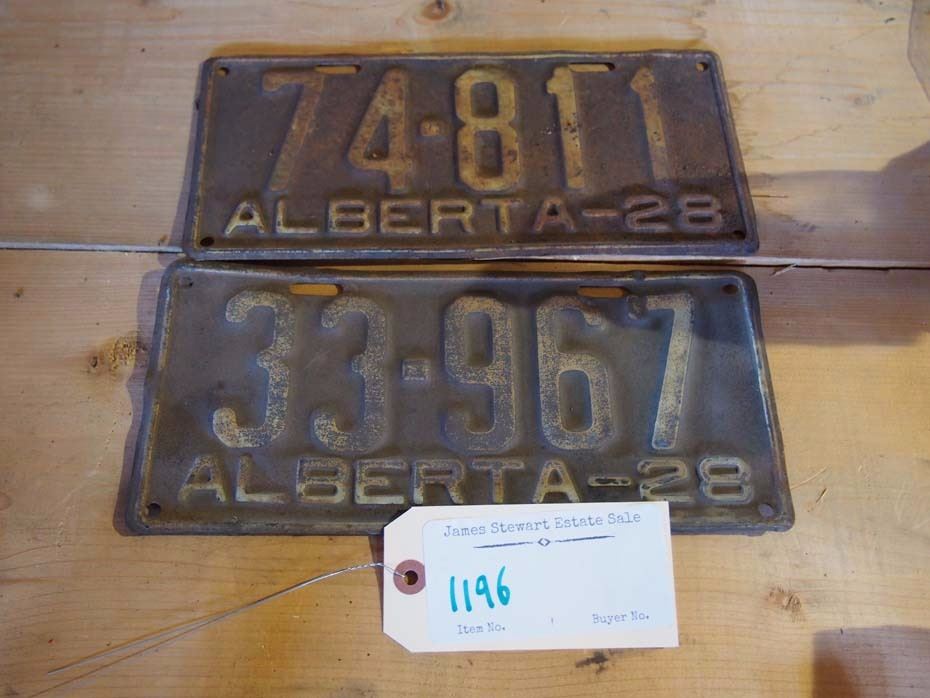 74-811
ALBERTA-28
33-967
ALBERTA-28
James Stewart Estate Sale
1196
Item No. Buyer No.